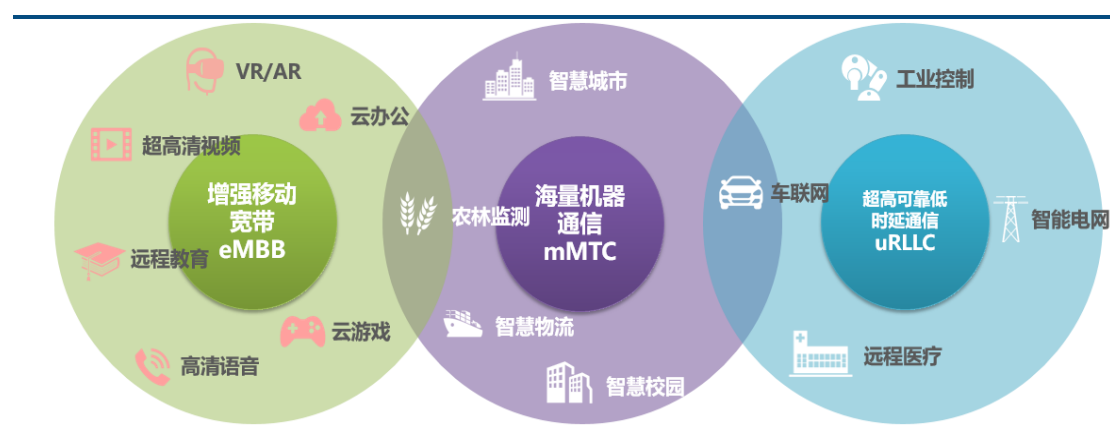 VR/AR
云办公
超高清视频
增强移动
宽带
eMBB
远程教育
云游戏
高清语音
智慧城市
农林监测
海量机器
通信
mMTC
智慧物流
智慧校园
工业控制
车联网
超高可靠低
时延通信
uRLLC
智能电网
远程医疗